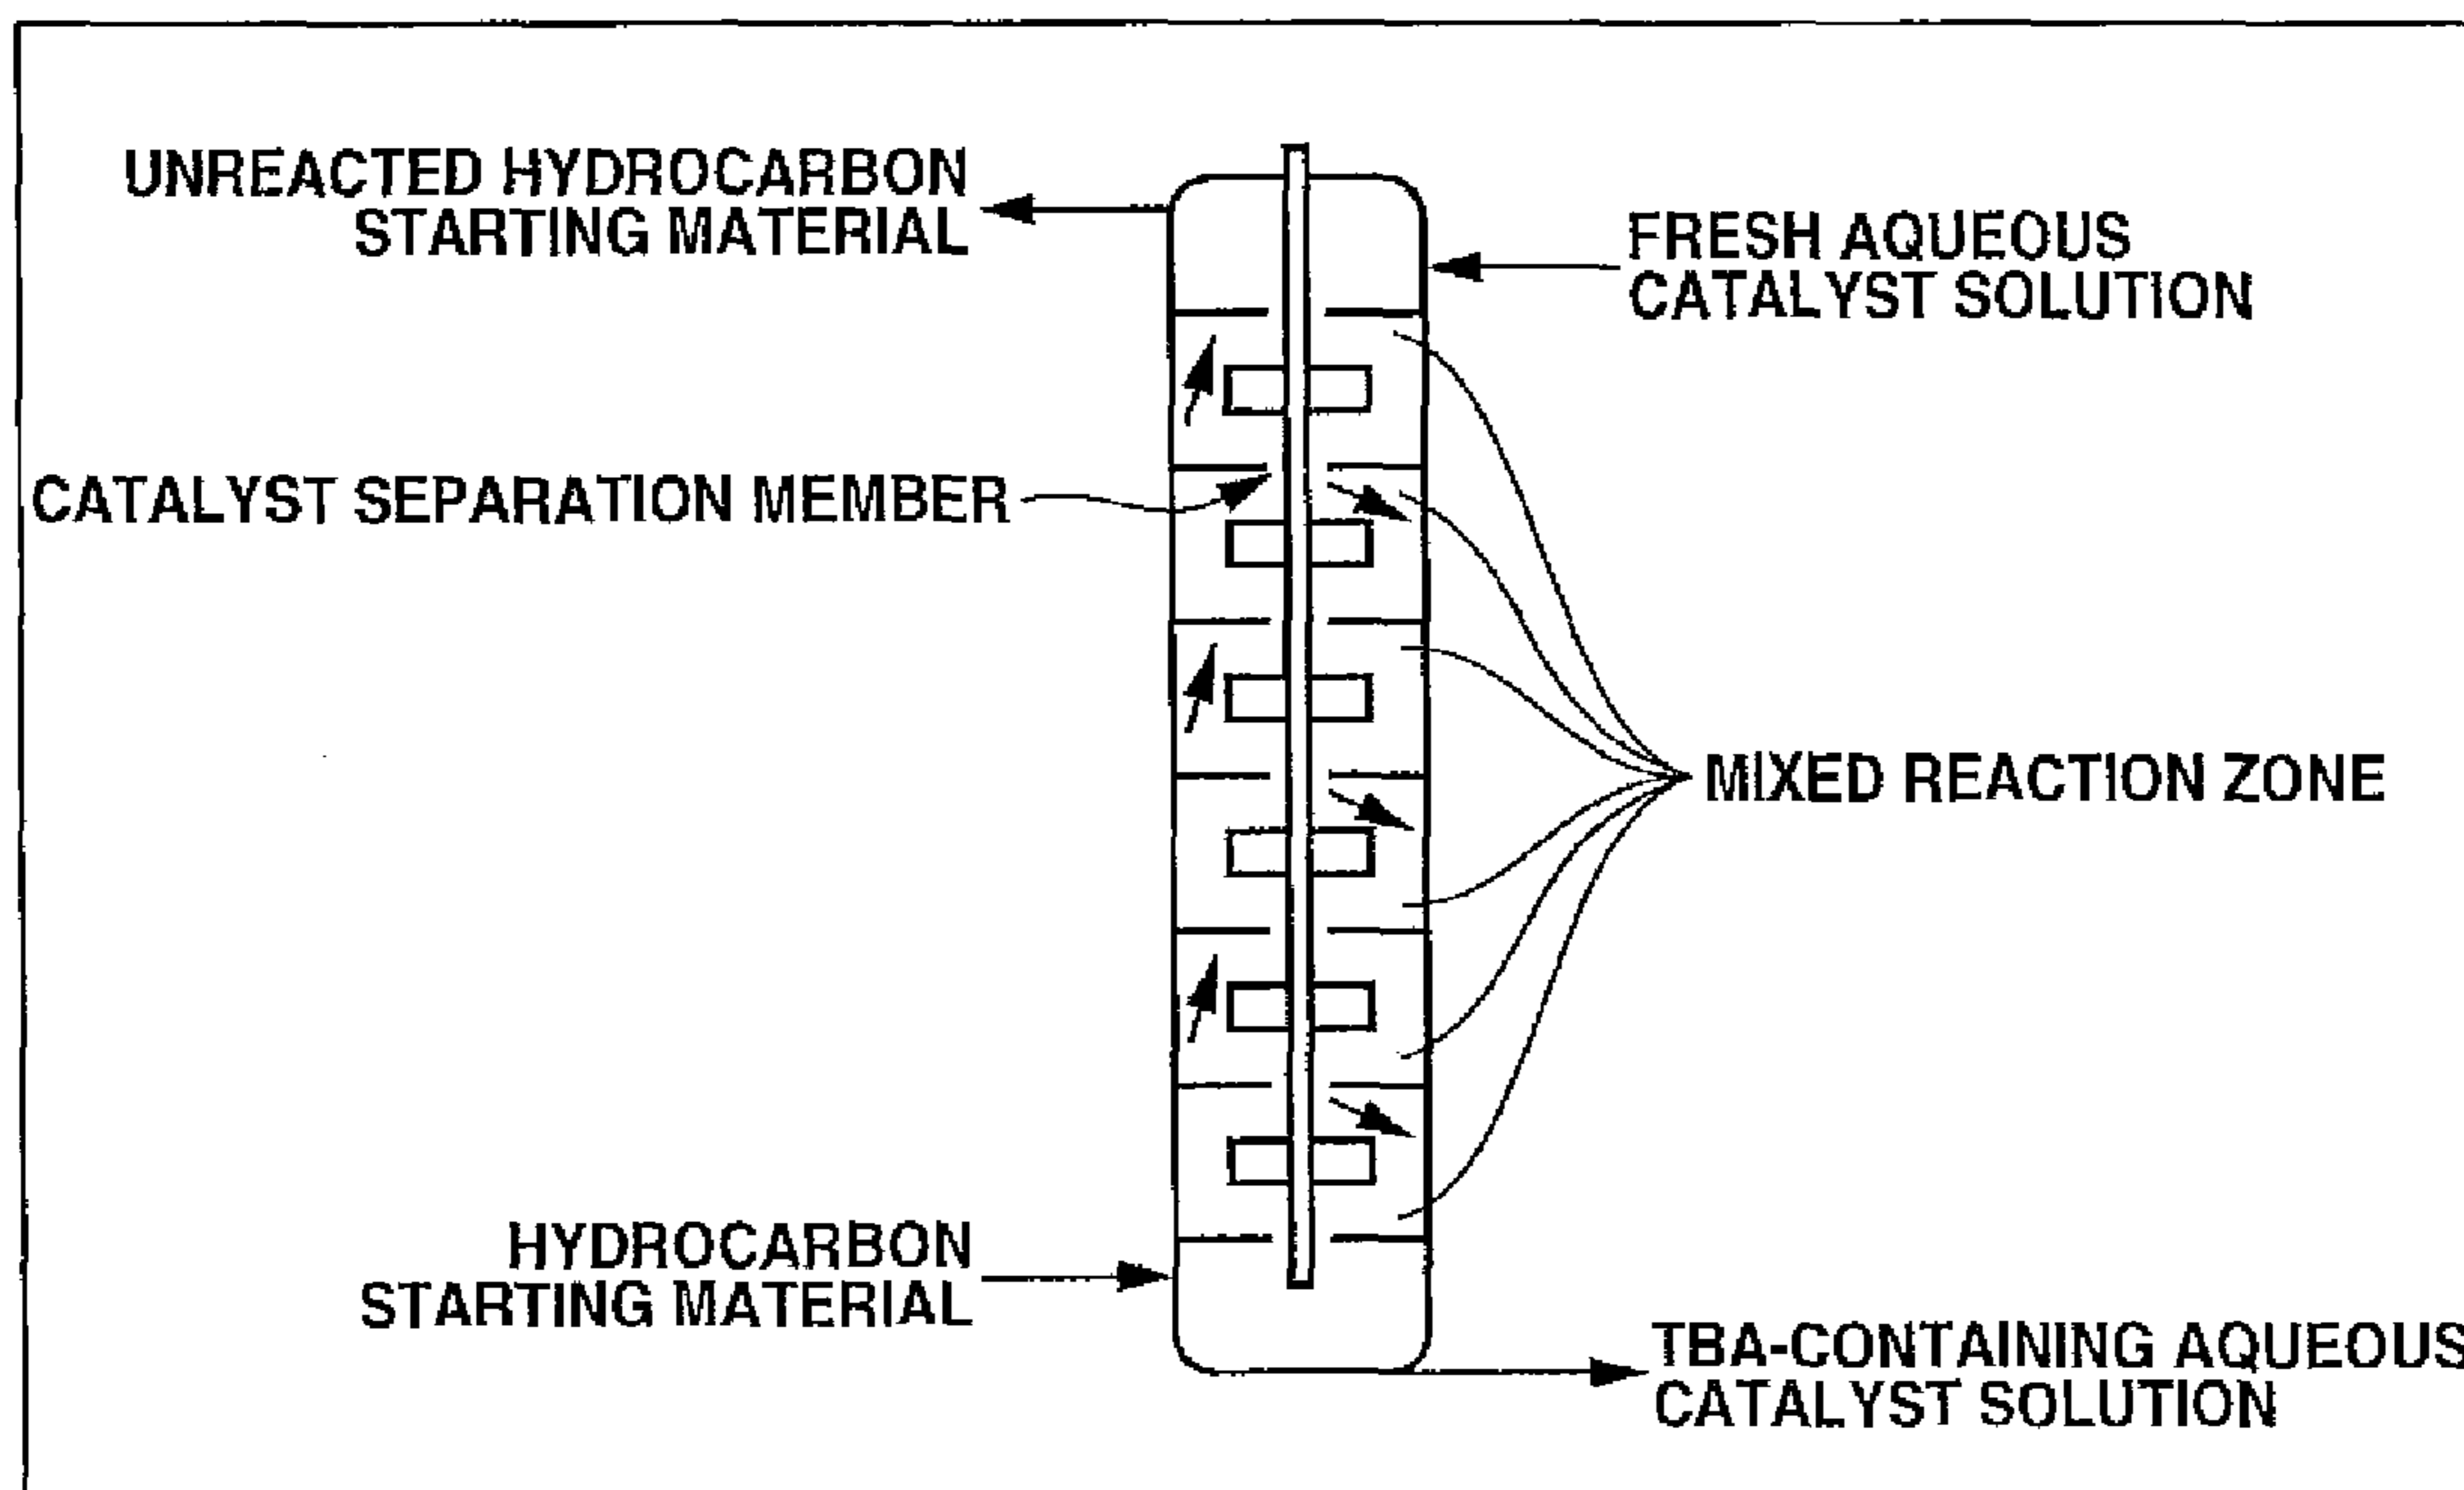 UNREACTED HYDROCARBON
STARTING MATERIAL
FRESH AQUEOUS
CATALYST SOLUTION
CATALYST SEPARATION MEMBER
MIXED REACTION ZONE
HYDROCARBON
STARTING MATERIAL
TBA-CONTAINING AQUEOUS
CATALYST SOLUTION